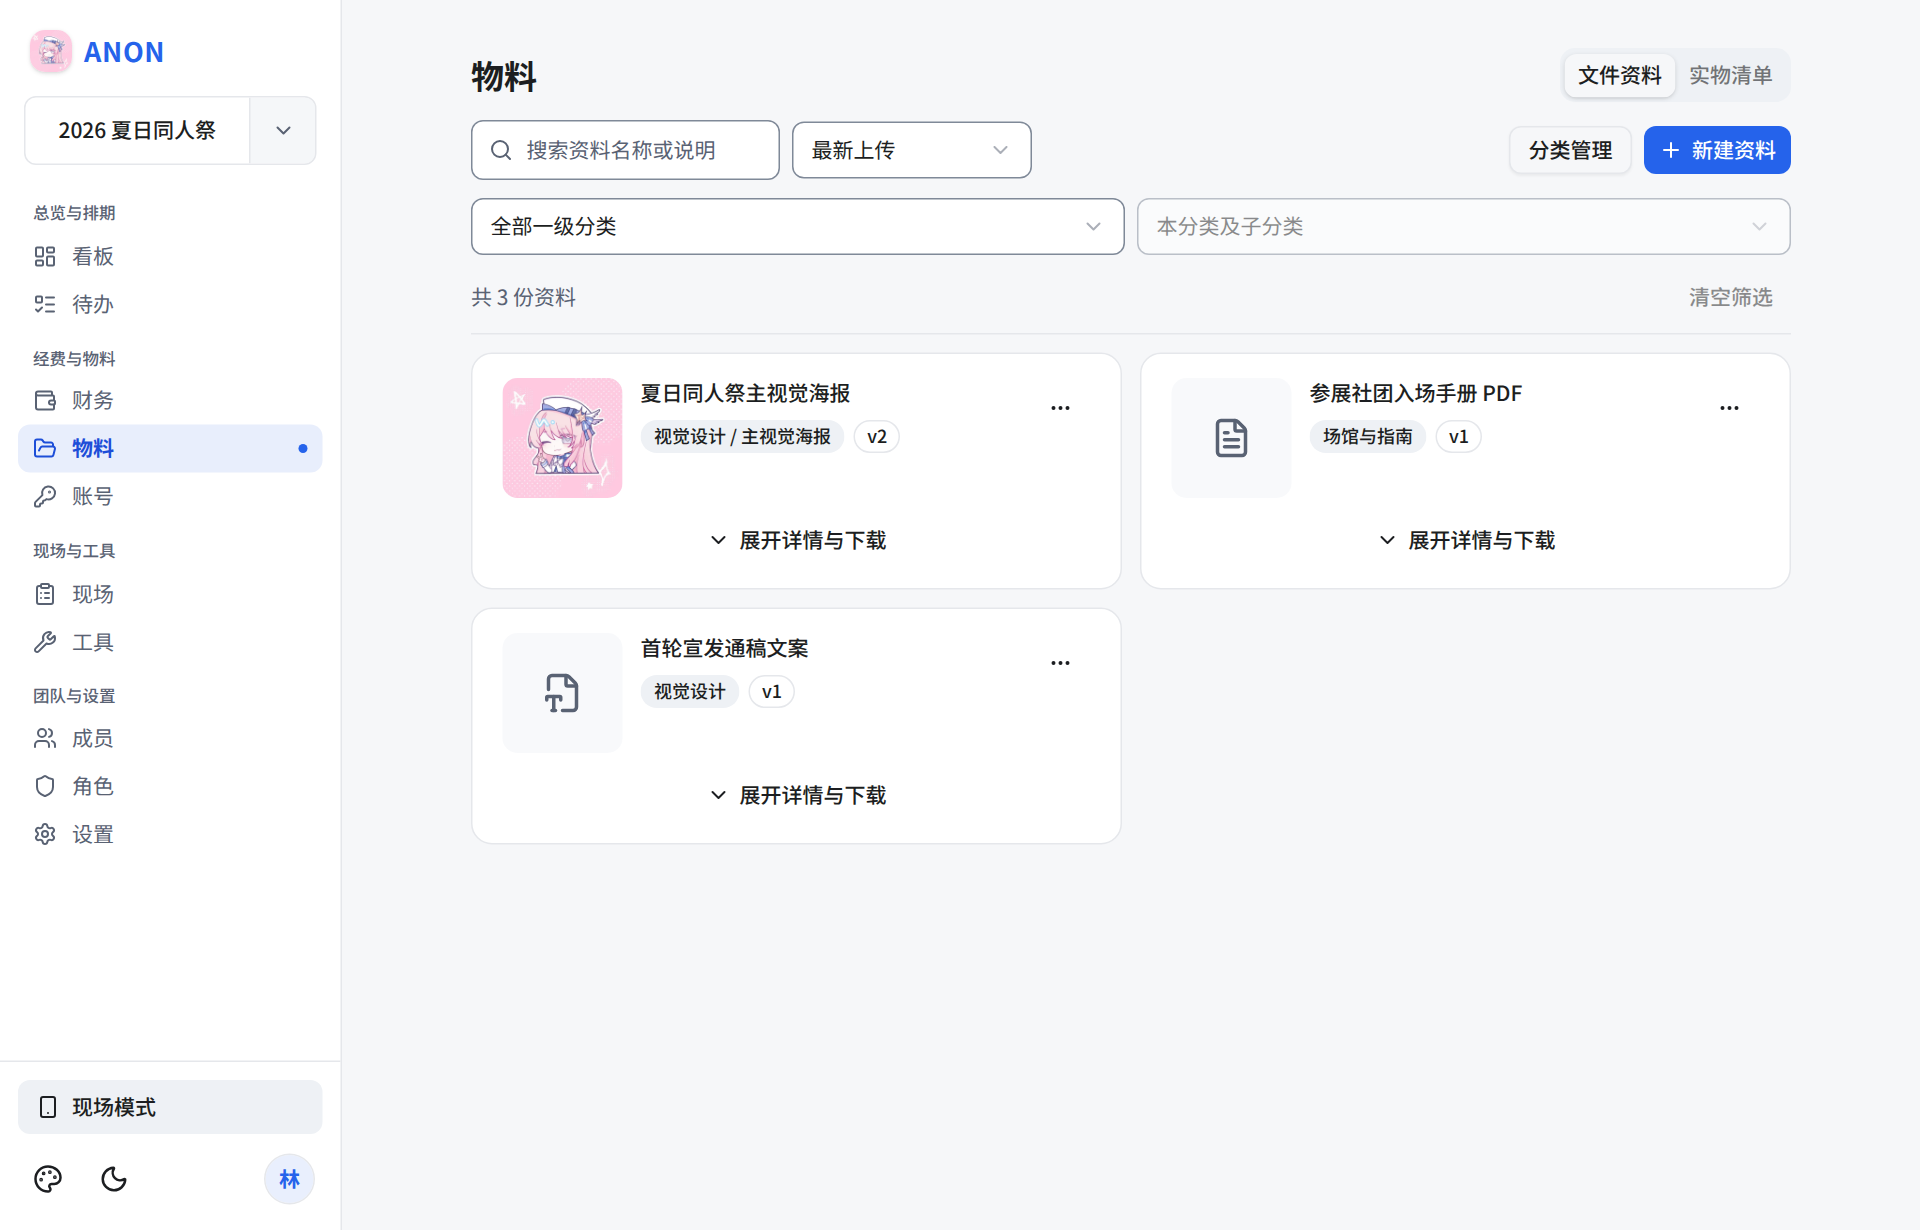 ANON
2026 夏日同人祭
总览与排期
看板
待办
经费与物料
财务
物料
账号
现场与工具
现场
工具
团队与设置
成员
角色
设置
现场模式
林
物料
文件资料
实物清单
搜索资料名称或说明
最新上传
分类管理
新建资料
全部一级分类
本分类及子分类
共 3 份资料
清空筛选
夏日同人祭主视觉海报
视觉设计 / 主视觉海报
v2
展开详情与下载
参展社团入场手册 PDF
场馆与指南
v1
展开详情与下载
首轮宣发通稿文案
视觉设计
v1
展开详情与下载